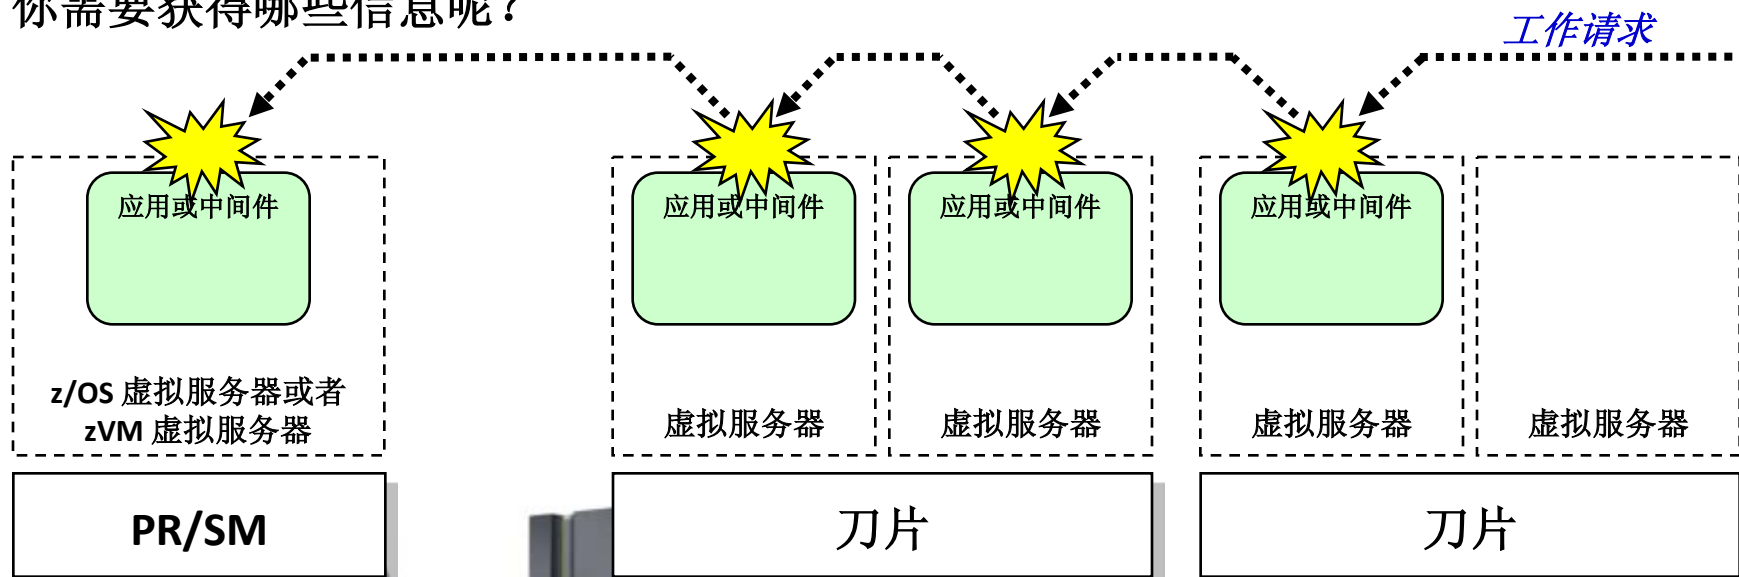 你需要获得哪些信息呢？
工作请求
应用或中间件
应用或中间件
应用或中间件
应用或中间件
z/OS 虚拟服务器或者
zVM 虚拟服务器
虚拟服务器
虚拟服务器
虚拟服务器
虚拟服务器
PR/SM
刀片
刀片